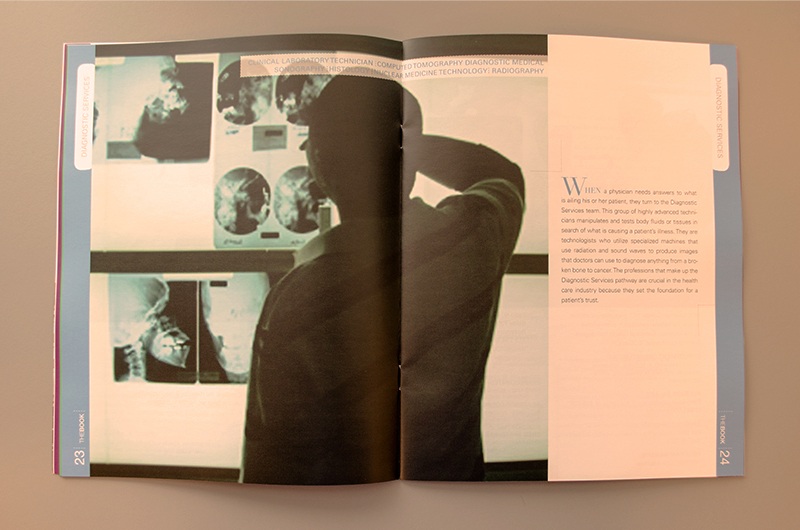 DIAGNOSTIC SERVICES
23 | THE BOOK
CLINICAL LABORATORY TECHNICIAN | COMPUTED TOMOGRAPHY DIAGNOSTIC MEDICAL
SONOGRAPHY | HISTOLOGY | NUCLEAR MEDICINE TECHNOLOGY | RADIOGRAPHY
WHEN a physician needs answers to what
is ailing his or her patient, they turn to the Diagnostic
Services team. This group of highly advanced techni-
cians manipulates and tests body fluids or tissues in
search of what is causing a patient's illness. They are
technologists who utilize specialized machines that
use radiation and sound waves to produce images
that doctors can use to diagnose anything from a bro-
ken bone to cancer. The professions that make up the
Diagnostic Services pathway are crucial in the health
care industry because they set the foundation for a
patient's trust.
DIAGNOSTIC SERVICES
THE BOOK | 24